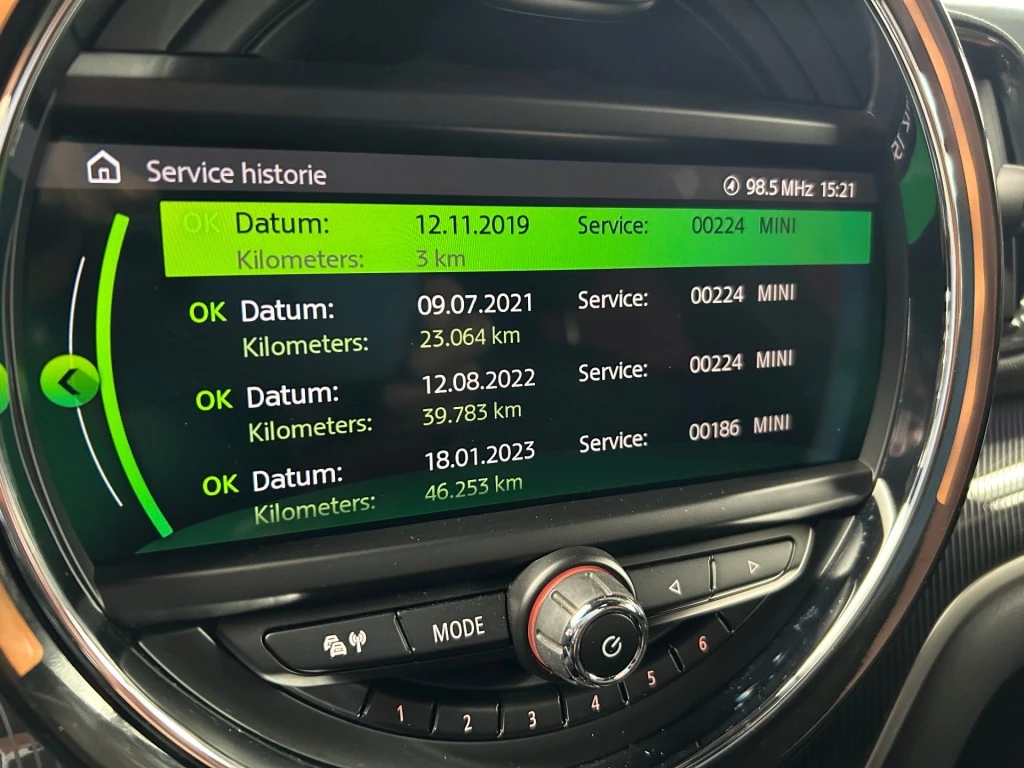 Service historie
98.5 MHz 15:21
OK Datum: 12.11.2019 Service: 00224 MINI
Kilometers: 3 km
OK Datum: 09.07.2021 Service: 00224 MINI
Kilometers: 23.064 km
OK Datum: 12.08.2022 Service: 00224 MINI
Kilometers: 39.783 km
OK Datum: 18.01.2023 Service: 00186 MINI
Kilometers: 46.253 km
MODE
1 2 3 4 5 6